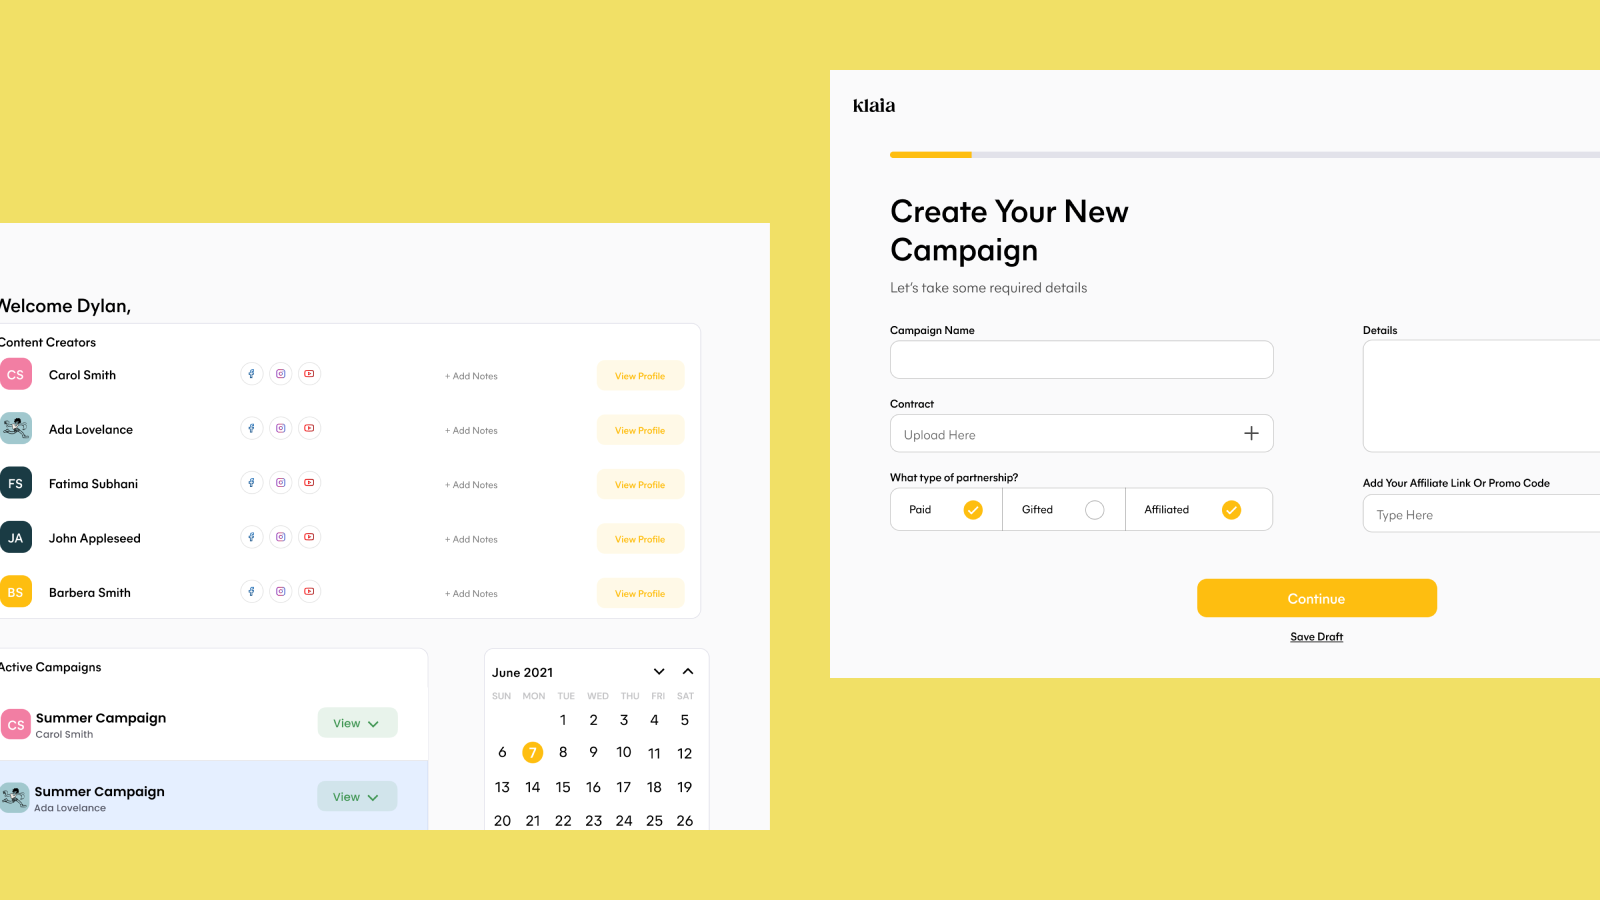 Welcome Dylan,
Content Creators
CS Carol Smith + Add Notes View Profile
Ada Lovelance + Add Notes View Profile
FS Fatima Subhani + Add Notes View Profile
JA John Appleseed + Add Notes View Profile
BS Barbera Smith + Add Notes View Profile
Active Campaigns
CS Summer Campaign View
Carol Smith
Summer Campaign View
Ada Lovelance
June 2021
SUN MON TUE WED THU FRI SAT
1 2 3 4 5
6 7 8 9 10 11 12
13 14 15 16 17 18 19
20 21 22 23 24 25 26
klaia
Create Your New
Campaign
Let's take some required details
Campaign Name
Contract
Upload Here
What type of partnership?
Paid Gifted Affiliated
Details
Add Your Affiliate Link Or Promo Code
Type Here
Continue
Save Draft